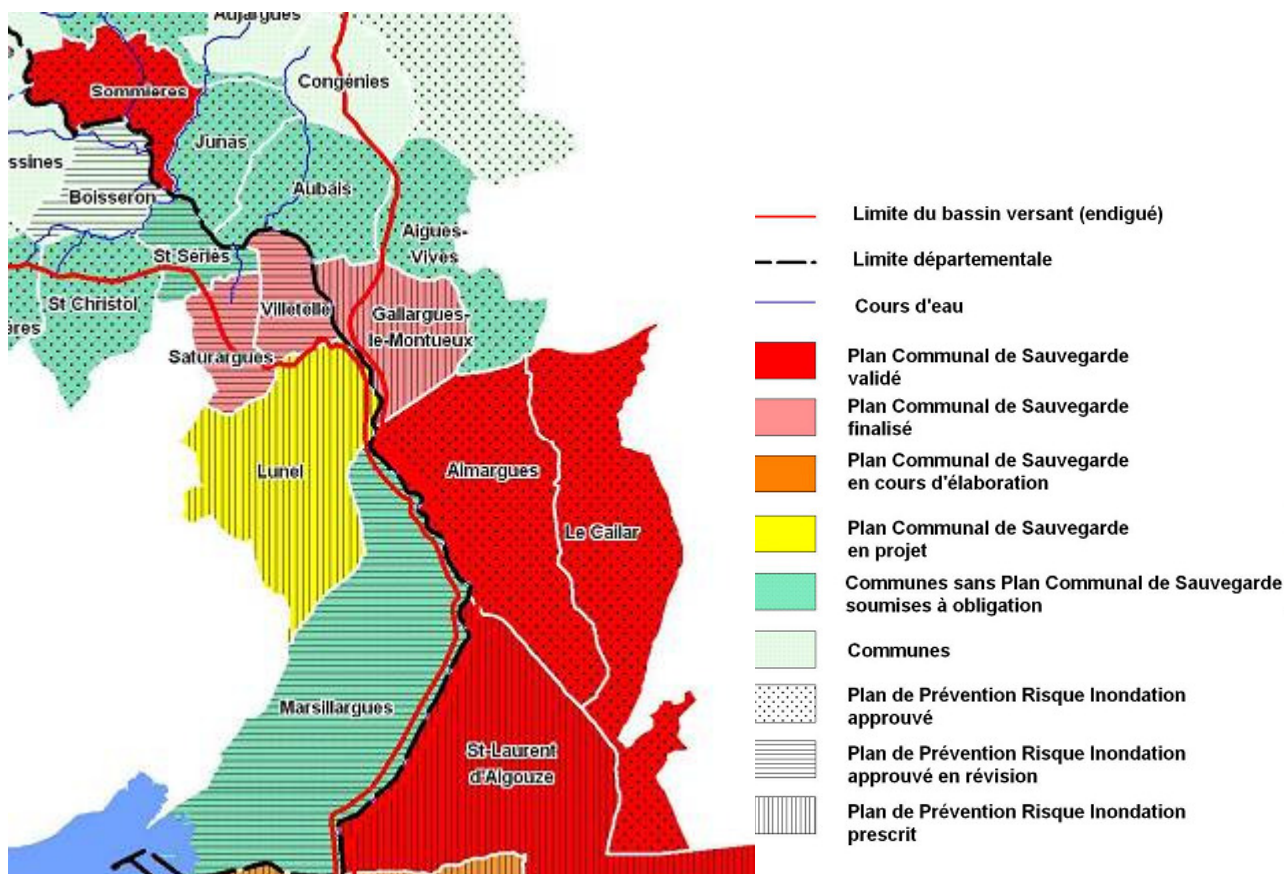 Aujargues
Sommières
Congénies
Junas
ssines
Aubais
Boisseron
Aigues-
Vives
St Sériès
St Christol
Villetelle
ères
Gallargues-
le-Montueux
Saturargues
Lunel
Aimargues
Le Cailar
Marsillargues
St-Laurent
d'Aigouze
Limite du bassin versant (endigué)
Limite départementale
Cours d'eau
Plan Communal de Sauvegarde
validé
Plan Communal de Sauvegarde
finalisé
Plan Communal de Sauvegarde
en cours d'élaboration
Plan Communal de Sauvegarde
en projet
Communes sans Plan Communal de Sauvegarde
soumises à obligation
Communes
Plan de Prévention Risque Inondation
approuvé
Plan de Prévention Risque Inondation
approuvé en révision
Plan de Prévention Risque Inondation
prescrit